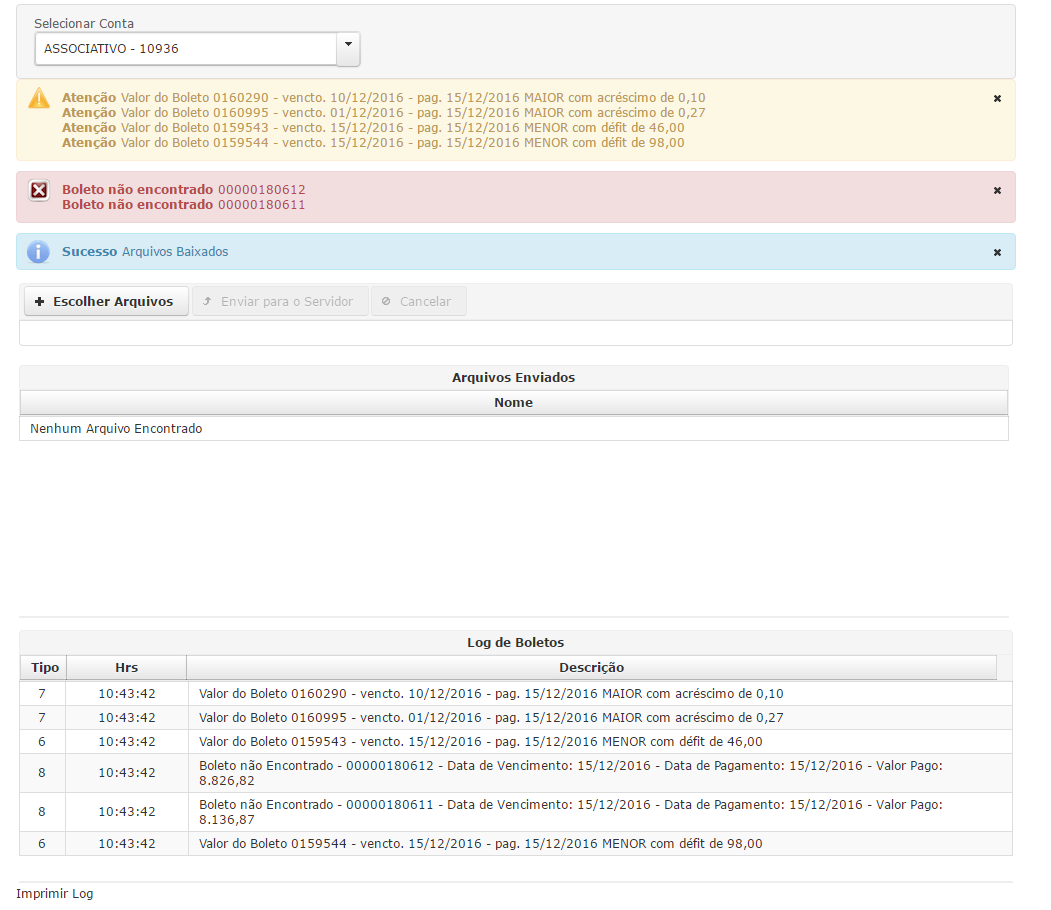 Selecionar Conta
ASSOCIATIVO - 10936
Atenção Valor do Boleto 0160290 - vencto. 10/12/2016 - pag. 15/12/2016 MAIOR com acréscimo de 0,10
Atenção Valor do Boleto 0160995 - vencto. 01/12/2016 - pag. 15/12/2016 MAIOR com acréscimo de 0,27
Atenção Valor do Boleto 0159543 - vencto. 15/12/2016 - pag. 15/12/2016 MENOR com défit de 46,00
Atenção Valor do Boleto 0159544 - vencto. 15/12/2016 - pag. 15/12/2016 MENOR com défit de 98,00
Boleto não encontrado 00000180612
Boleto não encontrado 00000180611
Sucesso Arquivos Baixados
Escolher Arquivos Enviar para o Servidor Cancelar
Arquivos Enviados
Nome
Nenhum Arquivo Encontrado
Log de Boletos
Tipo Hrs Descrição
7 10:43:42 Valor do Boleto 0160290 - vencto. 10/12/2016 - pag. 15/12/2016 MAIOR com acréscimo de 0,10
7 10:43:42 Valor do Boleto 0160995 - vencto. 01/12/2016 - pag. 15/12/2016 MAIOR com acréscimo de 0,27
6 10:43:42 Valor do Boleto 0159543 - vencto. 15/12/2016 - pag. 15/12/2016 MENOR com défit de 46,00
8 10:43:42 Boleto não Encontrado - 00000180612 - Data de Vencimento: 15/12/2016 - Data de Pagamento: 15/12/2016 - Valor Pago:
8.826,82
8 10:43:42 Boleto não Encontrado - 00000180611 - Data de Vencimento: 15/12/2016 - Data de Pagamento: 15/12/2016 - Valor Pago:
8.136,87
6 10:43:42 Valor do Boleto 0159544 - vencto. 15/12/2016 - pag. 15/12/2016 MENOR com défit de 98,00
Imprimir Log